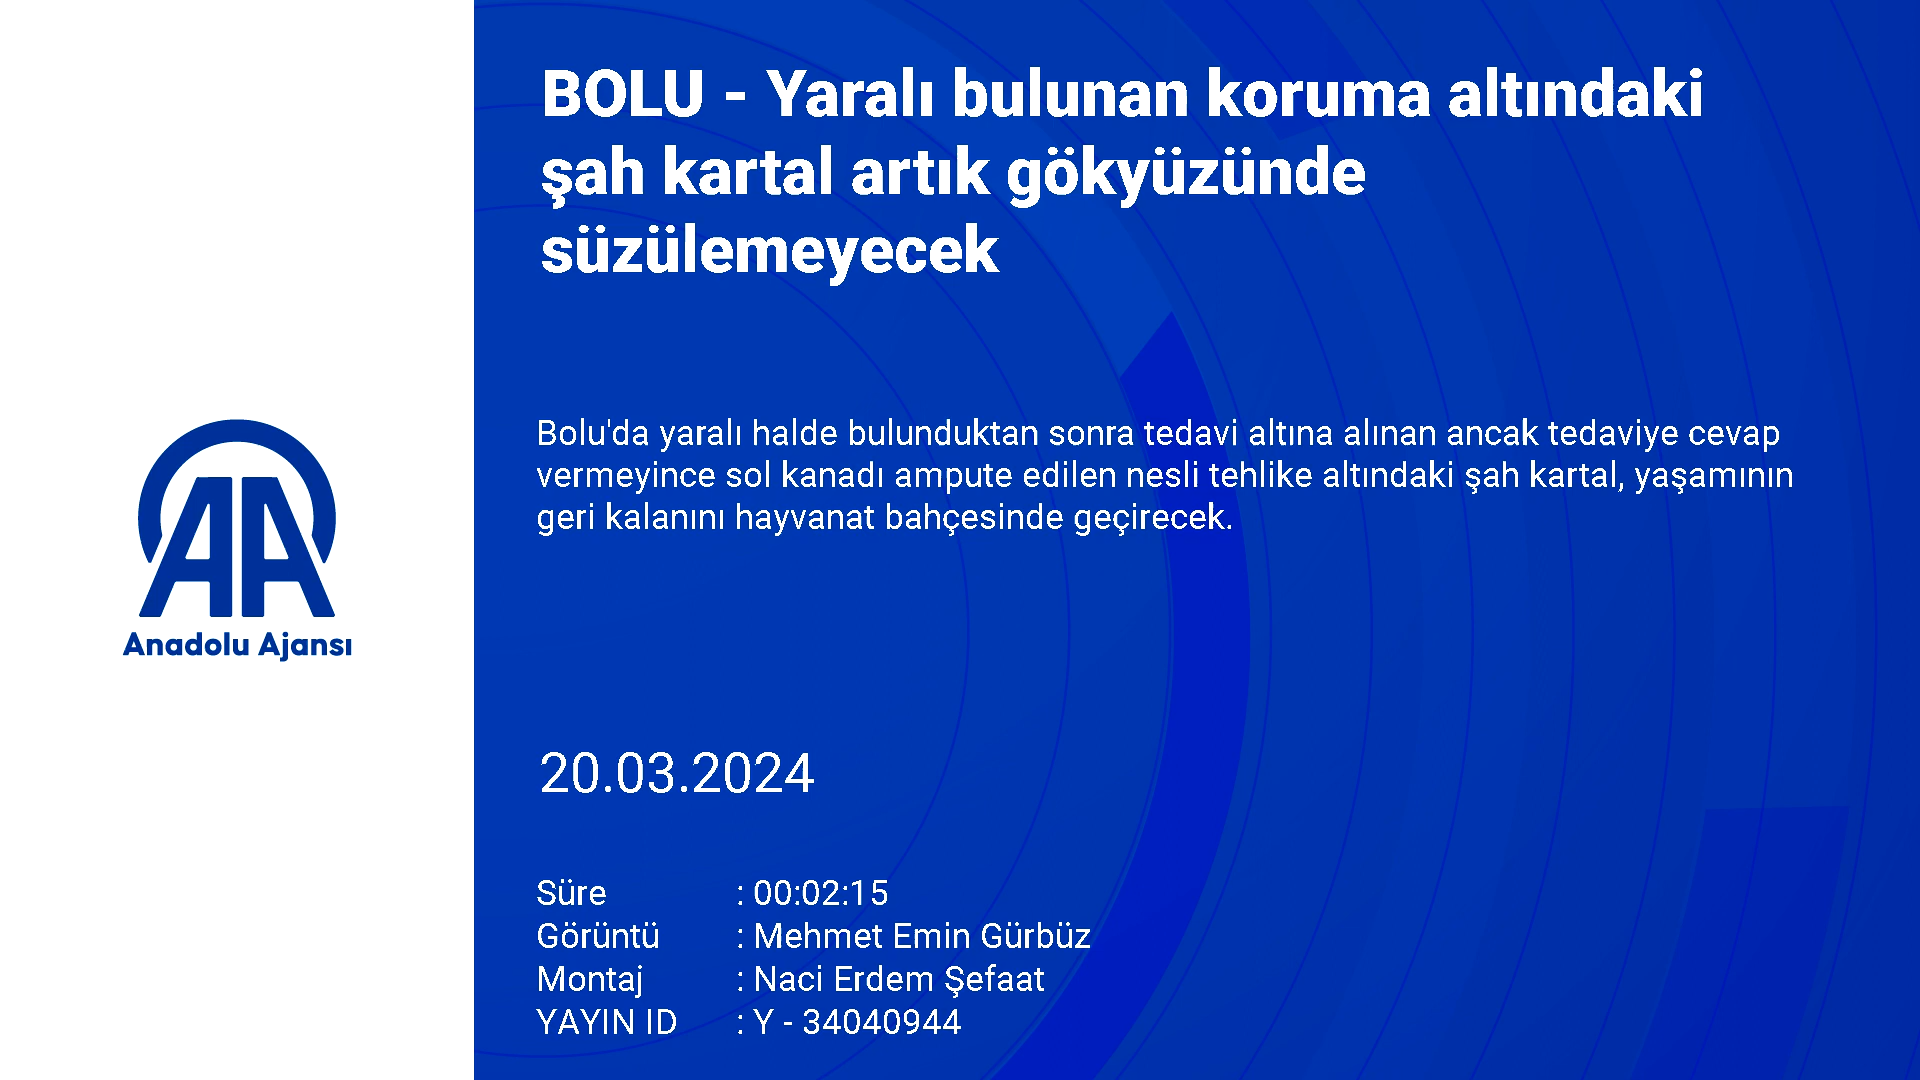 BOLU - Yaralı bulunan koruma altındaki
şah kartal artık gökyüzünde
süzülemeyecek
Bolu'da yaralı halde bulunduktan sonra tedavi altına alınan ancak tedaviye cevap
vermeyince sol kanadı ampute edilen nesli tehlike altındaki şah kartal, yaşamının
geri kalanını hayvanat bahçesinde geçirecek.
AA
Anadolu Ajansı
20.03.2024
Süre : 00:02:15
Görüntü : Mehmet Emin Gürbüz
Montaj : Naci Erdem Şefaat
YAYIN ID : Y - 34040944